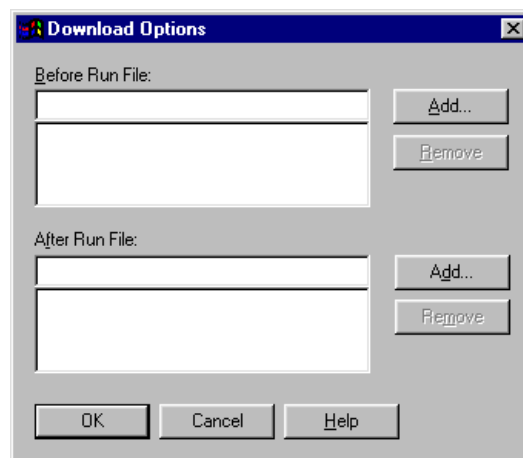 Download Options
Before Run File:
Add...
Remove
After Run File:
Add...
Remove
OK Cancel Help